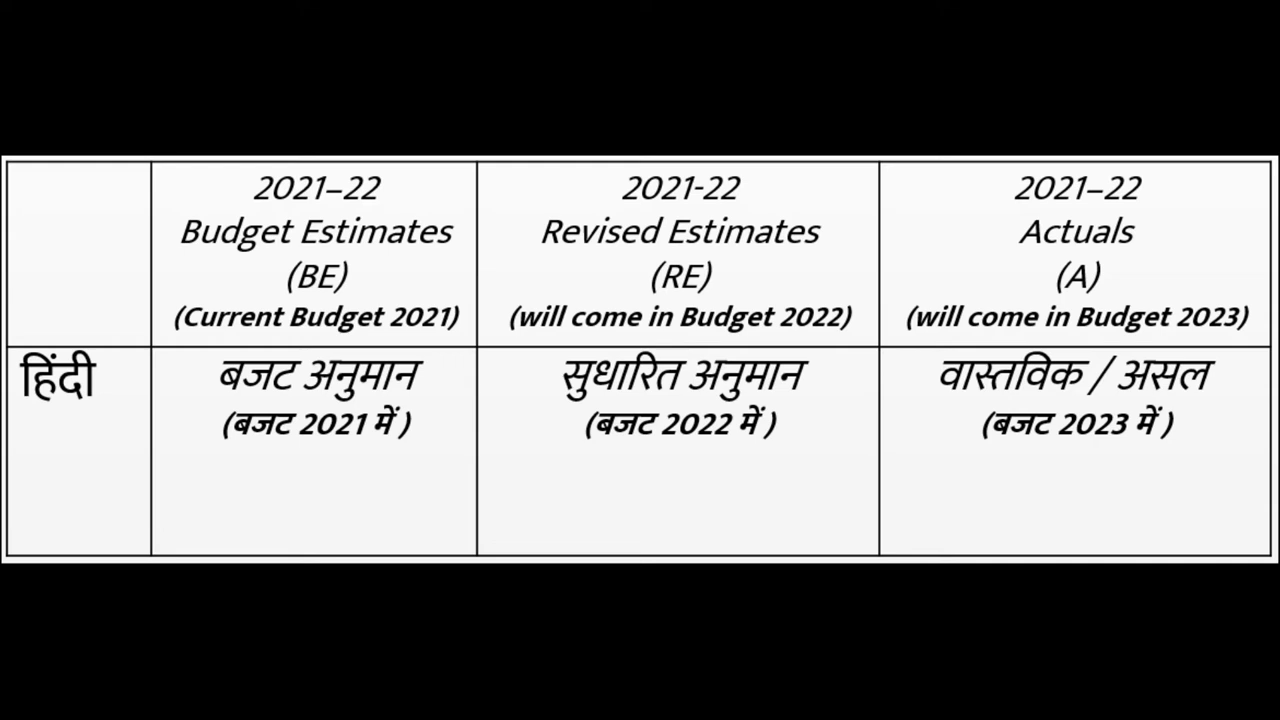 2021–22
Budget Estimates
(BE)
(Current Budget 2021)
2021-22
Revised Estimates
(RE)
(will come in Budget 2022)
2021–22
Actuals
(A)
(will come in Budget 2023)
हिंदी
बजट अनुमान
(बजट 2021 में )
सुधारित अनुमान
(बजट 2022 में )
वास्तविक / असल
(बजट 2023 में )